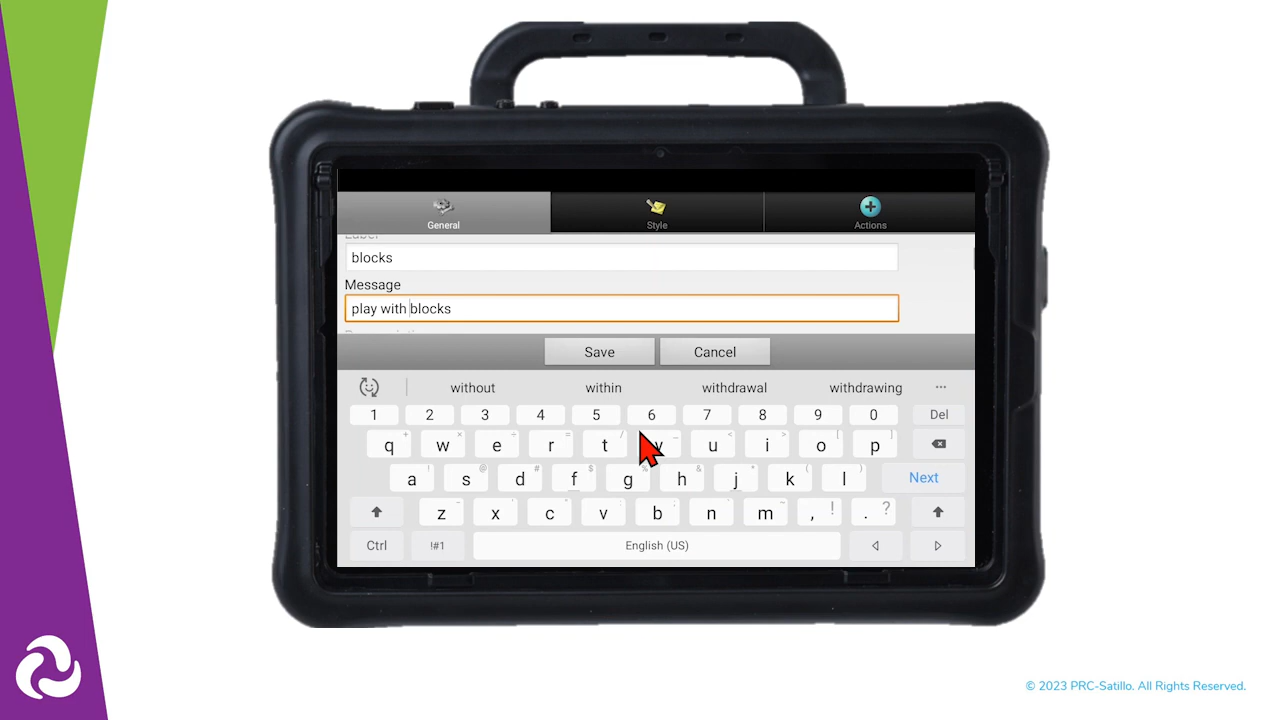 General
Style
Actions
blocks
Message
play with blocks
Save
Cancel
without within withdrawal withdrawing ...
1 2 3 4 5 6 7 8 9 0 Del
q w e r t y u i o p
a s d f g h j k l Next
z x c v b n m , ! . ?
Ctrl !#1 English (US)
© 2023 PRC-Satillo. All Rights Reserved.